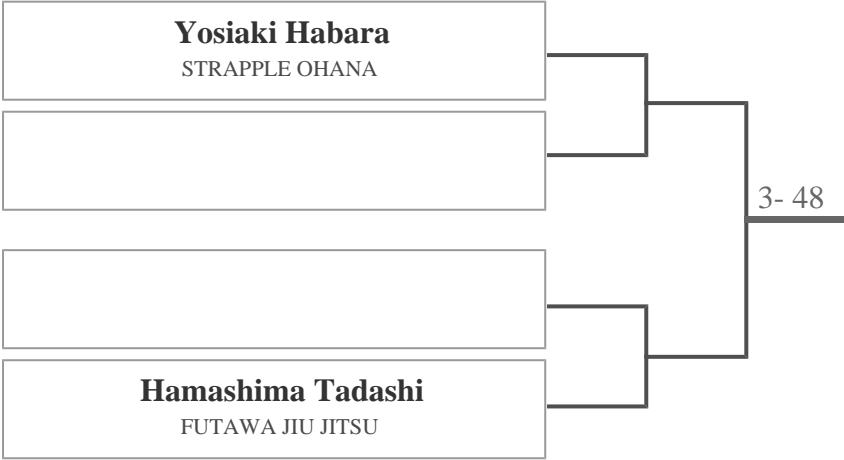 Yosiaki Habara
STRAPPLE OHANA
3- 48
Hamashima Tadashi
FUTAWA JIU JITSU